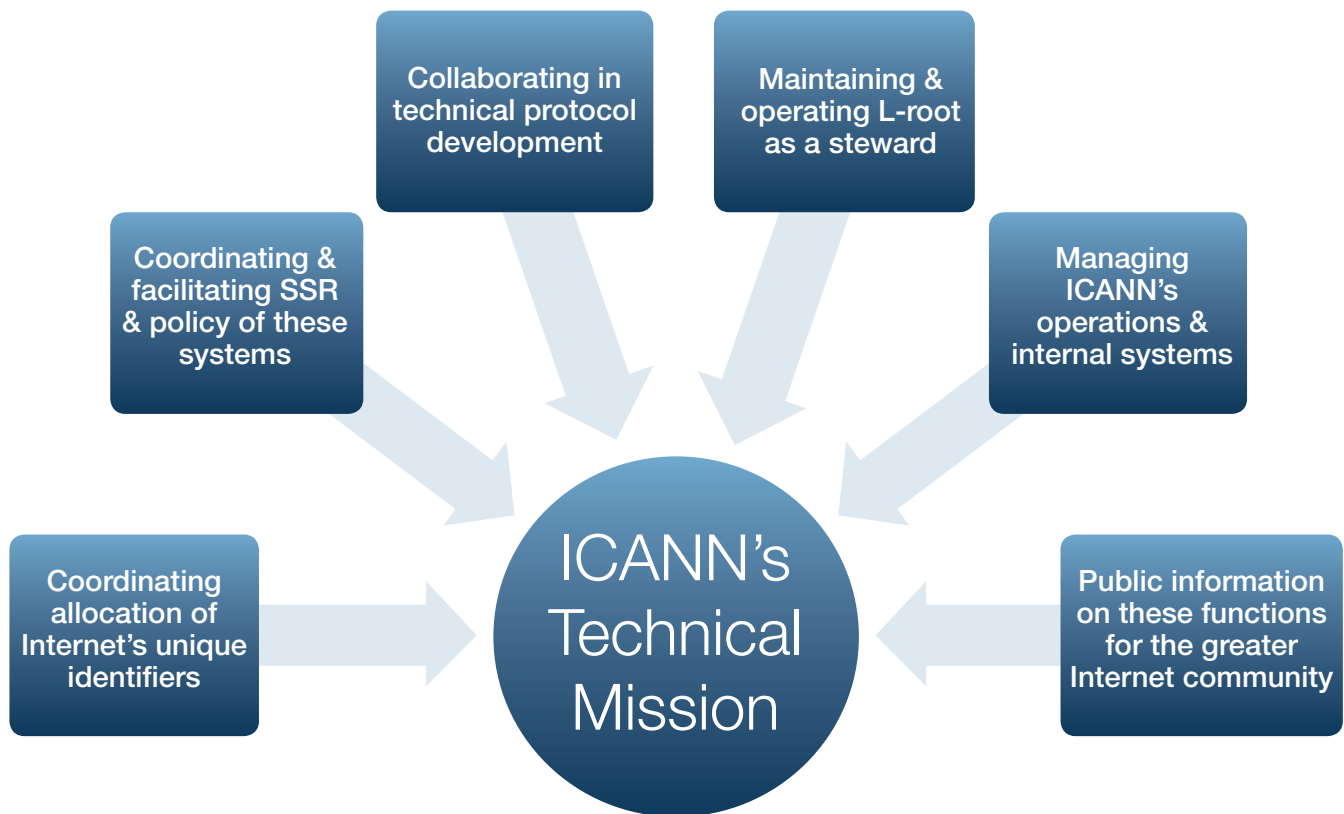 Collaborating in
technical protocol
development
Maintaining &
operating L-root
as a steward
Coordinating &
facilitating SSR
& policy of these
systems
Managing
ICANN’s
operations &
internal systems
Coordinating
allocation of
Internet’s unique
identifiers
ICANN’s
Technical
Mission
Public information
on these functions
for the greater
Internet community